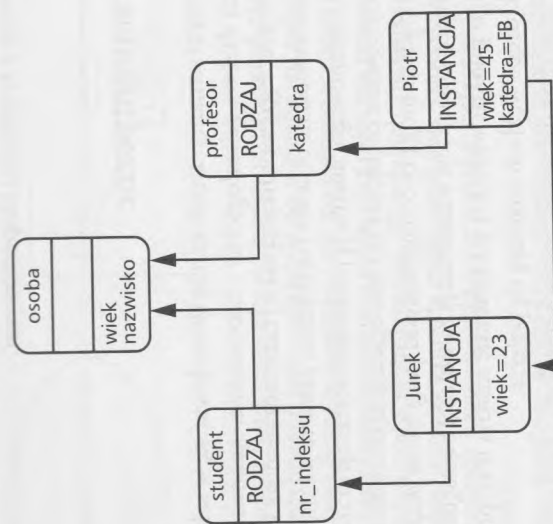 osoba
wiek
nazwisko
student
RODZAJ
nr_indeksu
profesor
RODZAJ
katedra
Jurek
INSTANCJA
wiek=23
Piotr
INSTANCJA
wiek=45
katedra=FB